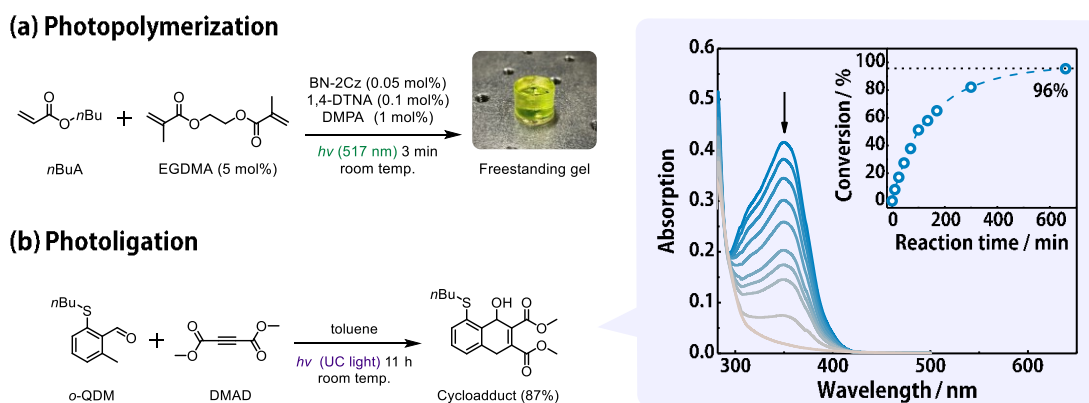 (a) Photopolymerization
O
O
nBu
+
O
O
O
O
nBuA
EGDMA (5 mol%)
BN-2Cz (0.05 mol%)
1,4-DTNA (0.1 mol%)
DMPA (1 mol%)
hv (517 nm) 3 min
room temp.
Freestanding gel
(b) Photoligation
nBu
S
O
+
O
O
O
O
o-QDM
DMAD
toluene
hv (UC light) 11 h
room temp.
nBu
S
OH
O
O
O
O
Cycloadduct (87%)
Absorption
0.6
0.5
0.4
0.3
0.2
0.1
0.0
300
400
500
600
Wavelength / nm
Conversion / %
100
80
60
40
20
0
0
200
400
600
Reaction time / min
96%